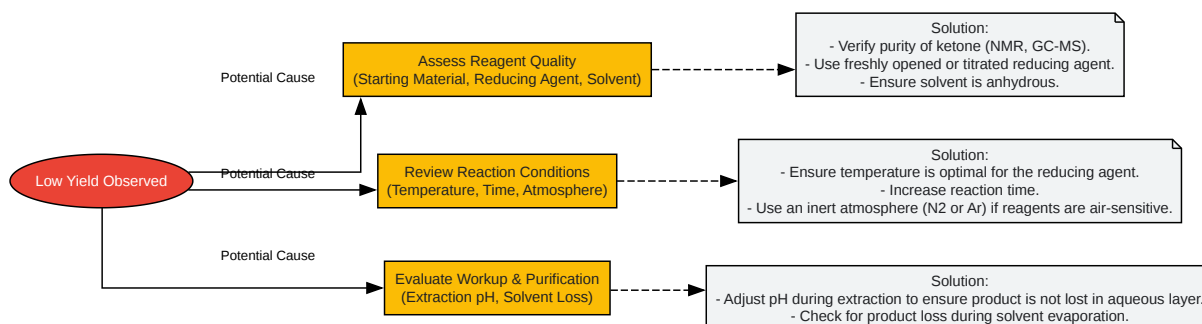 Low Yield Observed
Potential Cause
Assess Reagent Quality
(Starting Material, Reducing Agent, Solvent)
Solution:
- Verify purity of ketone (NMR, GC-MS).
- Use freshly opened or titrated reducing agent.
- Ensure solvent is anhydrous.
Potential Cause
Review Reaction Conditions
(Temperature, Time, Atmosphere)
Solution:
- Ensure temperature is optimal for the reducing agent.
- Increase reaction time.
- Use an inert atmosphere (N2 or Ar) if reagents are air-sensitive.
Potential Cause
Evaluate Workup & Purification
(Extraction pH, Solvent Loss)
Solution:
- Adjust pH during extraction to ensure product is not lost in aqueous layer.
- Check for product loss during solvent evaporation.